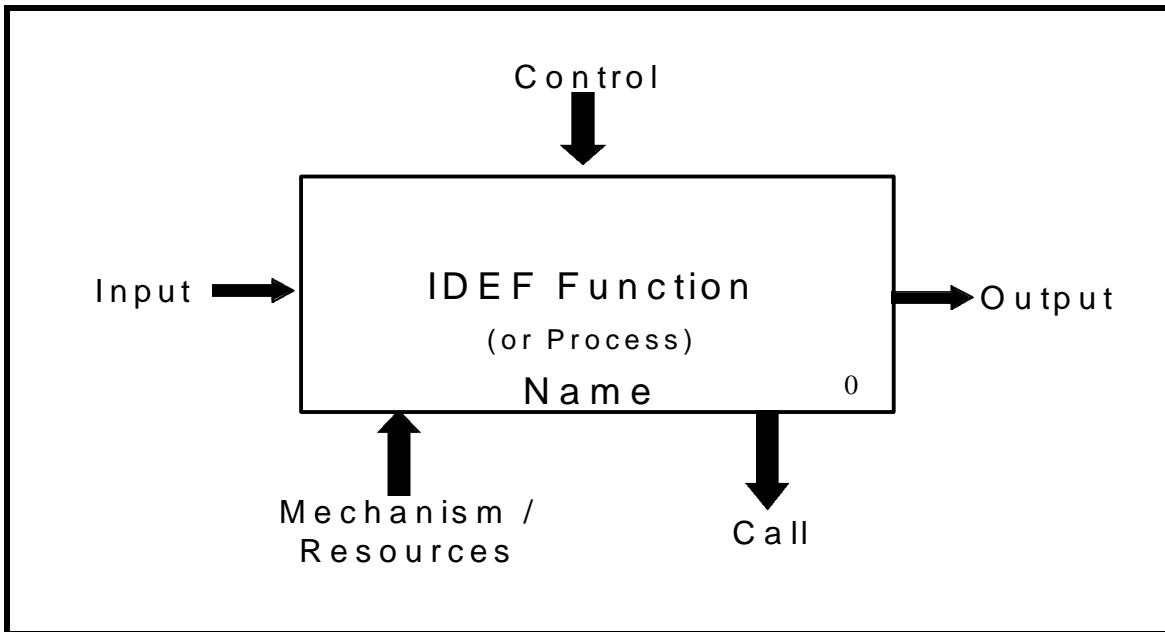 Control
Input
IDEF Function
Output
(or Process)
Name
0
Mechanism /
Resources
Call